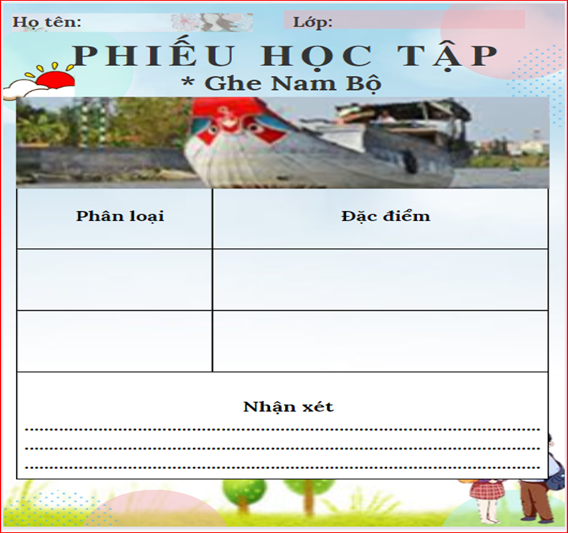 Họ tên: Lớp:
PHIẾU HỌC TẬP
* Ghe Nam Bộ
Phân loại Đặc điểm
Nhận xét